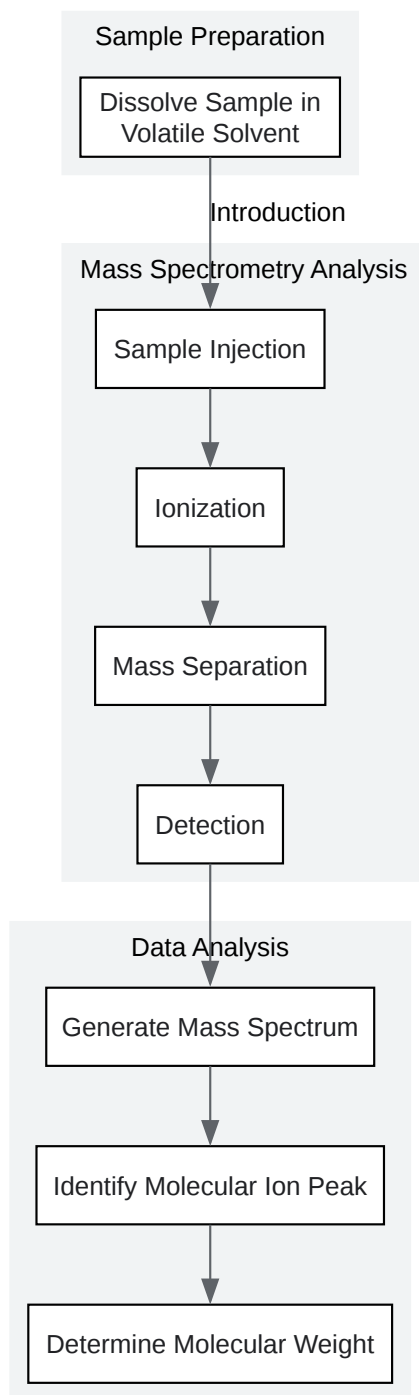 Sample Preparation
Dissolve Sample in
Volatile Solvent
Introduction
Mass Spectrometry Analysis
Sample Injection
Ionization
Mass Separation
Detection
Data Analysis
Generate Mass Spectrum
Identify Molecular Ion Peak
Determine Molecular Weight